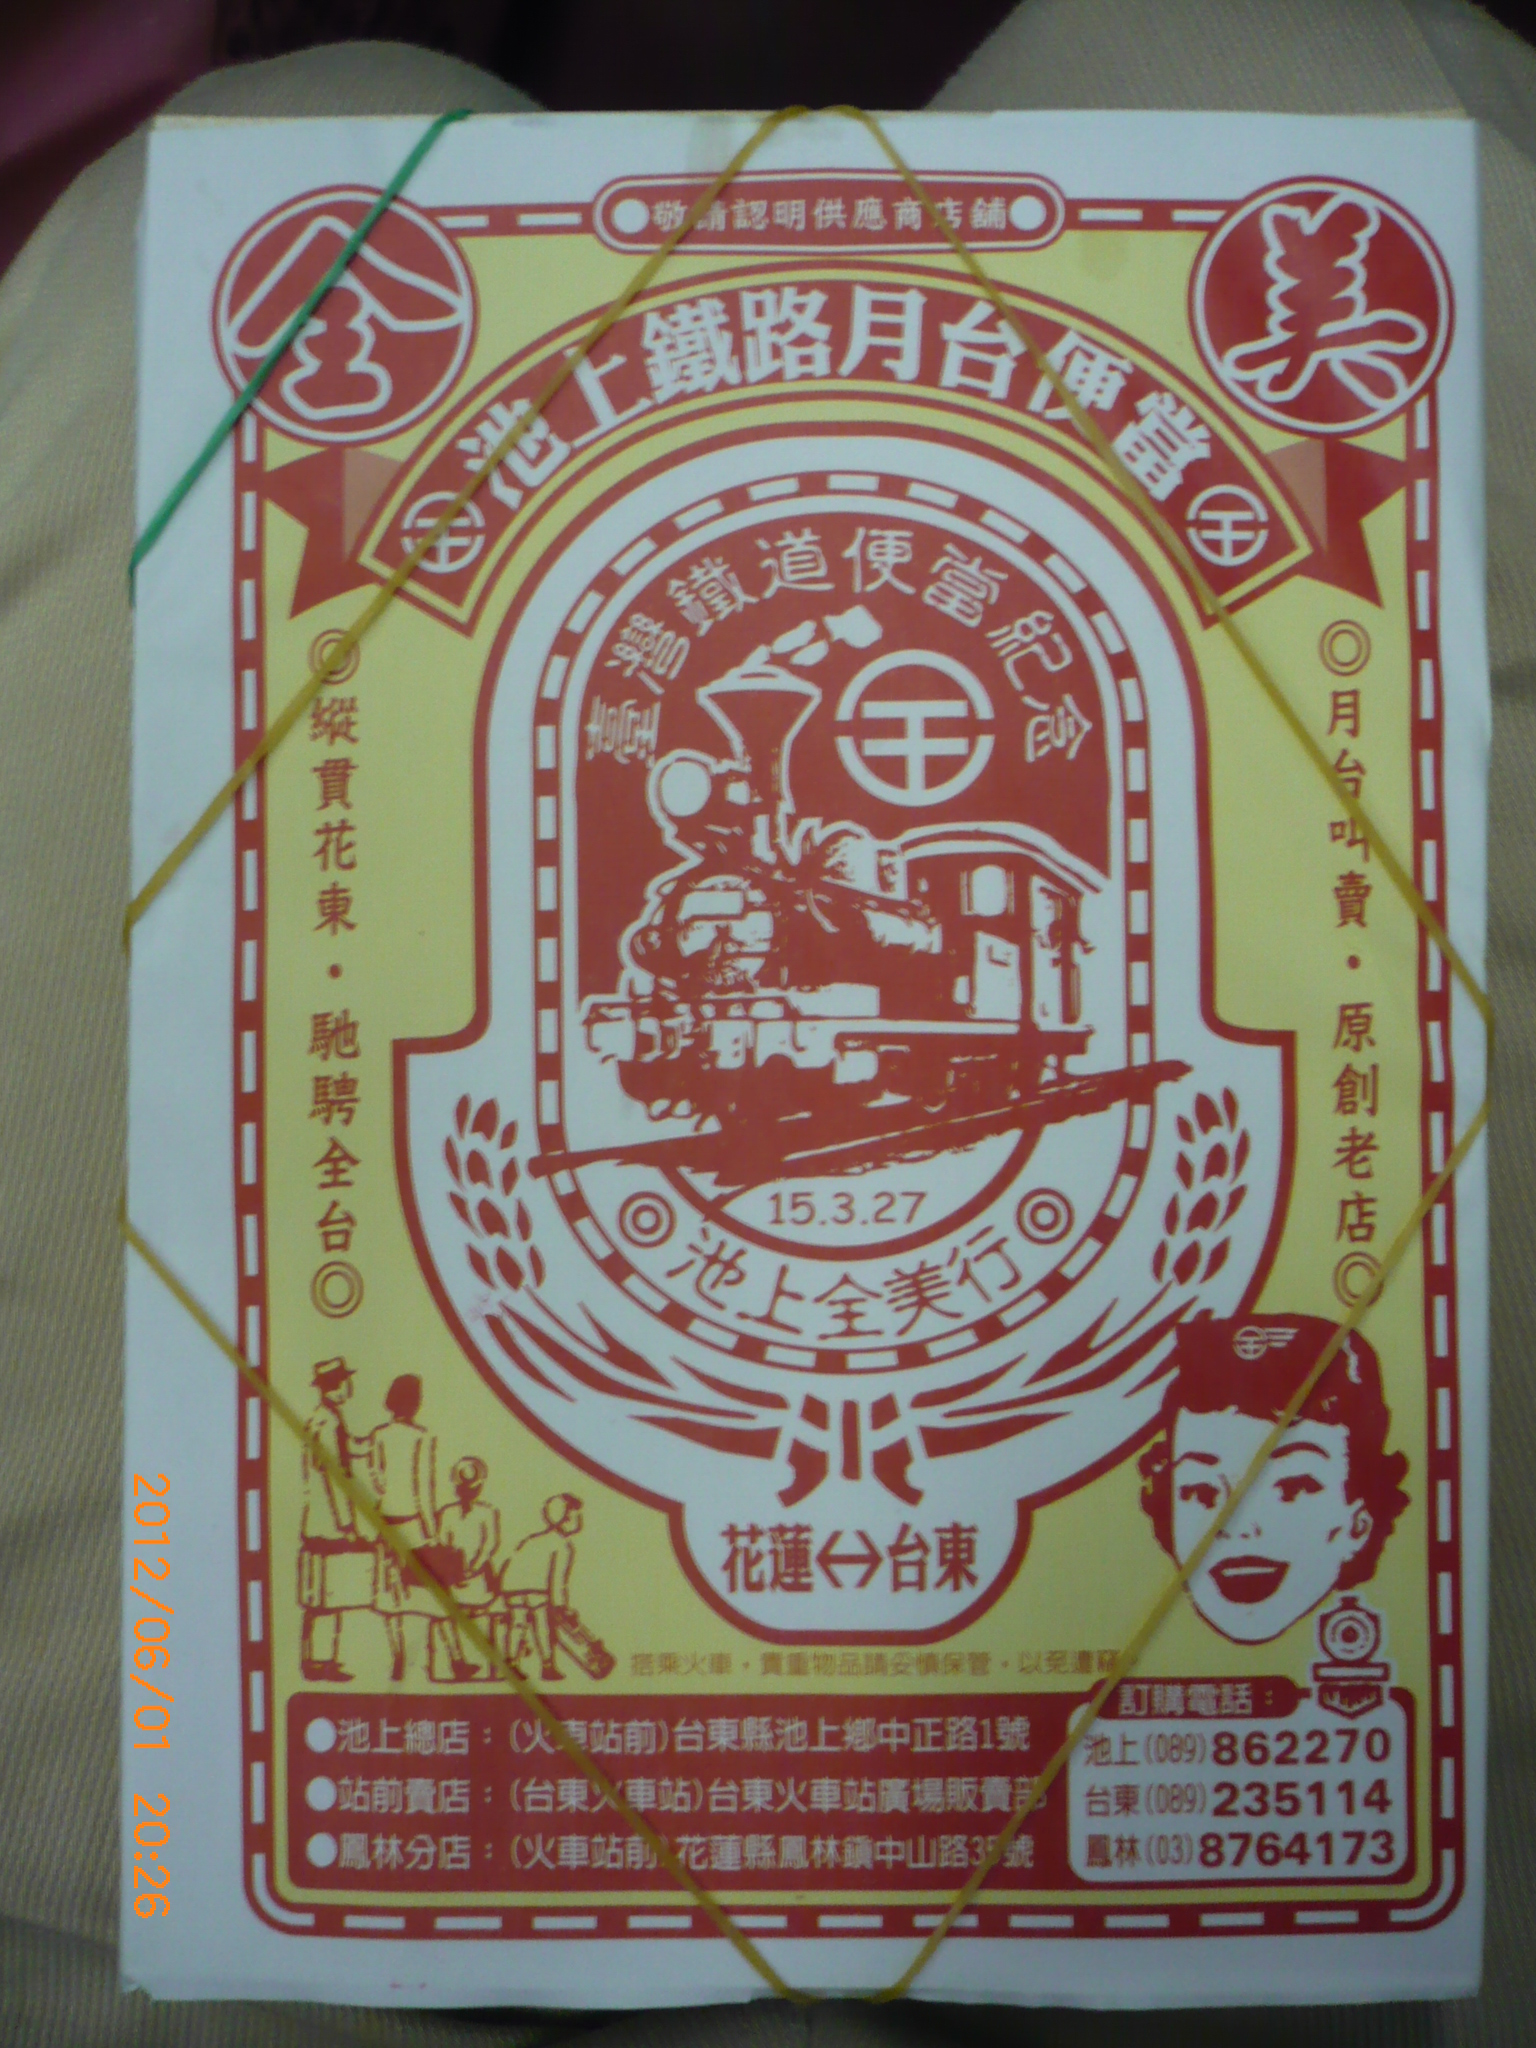 敬請認明供應商店舖
全
美
池上鐵路月台便當
臺灣鐵道便當紀念
◎縱貫花東・馳騁全台◎
◎月台叫賣・原創老店◎
15.3.27
◎池上全美行◎
花蓮↔台東
搭乘火車，貴重物品請妥慎保管，以免遭竊。
●池上總店：(火車站前)台東縣池上鄉中正路1號
●站前賣店：(台東火車站)台東火車站廣場販賣部
●鳳林分店：(火車站前)花蓮縣鳳林鎮中山路35號
訂購電話：
池上(089)862270
台東(089)235114
鳳林(03)8764173
2012/06/01 20:26